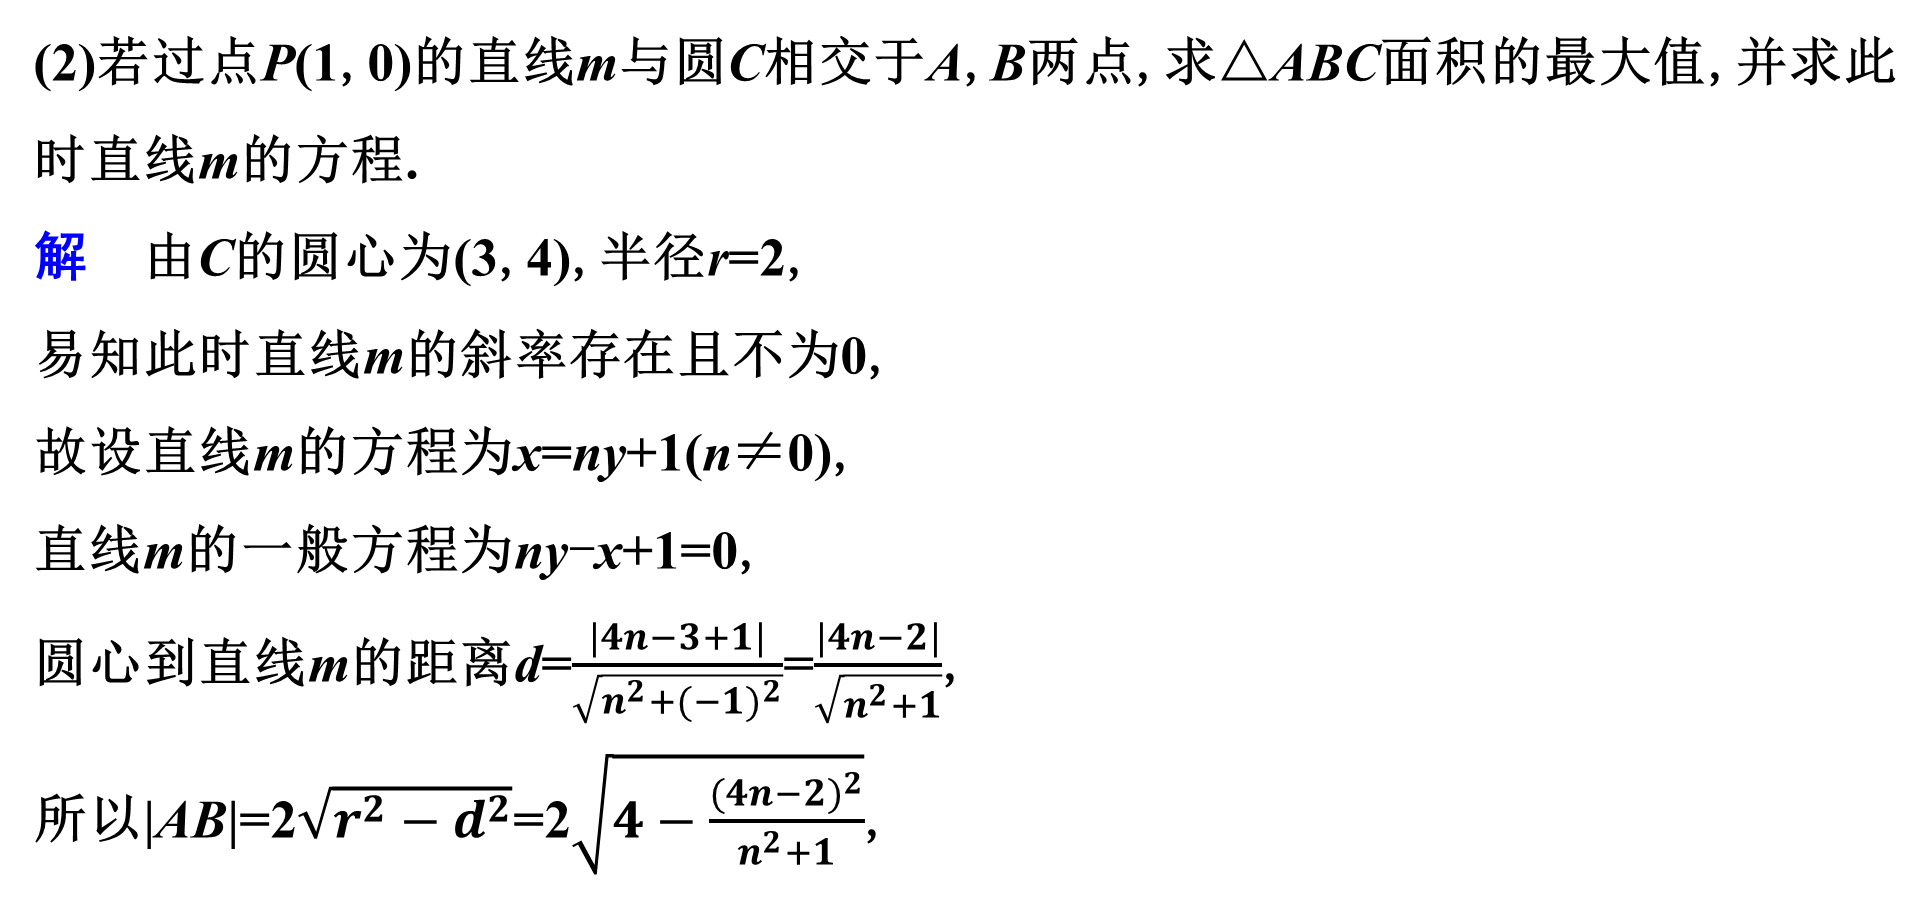 (2)若过点P(1, 0)的直线m与圆C相交于A, B两点, 求△ABC面积的最大值, 并求此
时直线m的方程.
解 由C的圆心为(3, 4), 半径r=2,
易知此时直线m的斜率存在且不为0,
故设直线m的方程为x=ny+1(n≠0),
直线m的一般方程为ny−x+1=0,
圆心到直线m的距离d=|4n−3+1|/√(n²+(−1)²)=|4n−2|/√(n²+1),
所以|AB|=2√(r²−d²)=2√(4−(4n−2)²/(n²+1)),